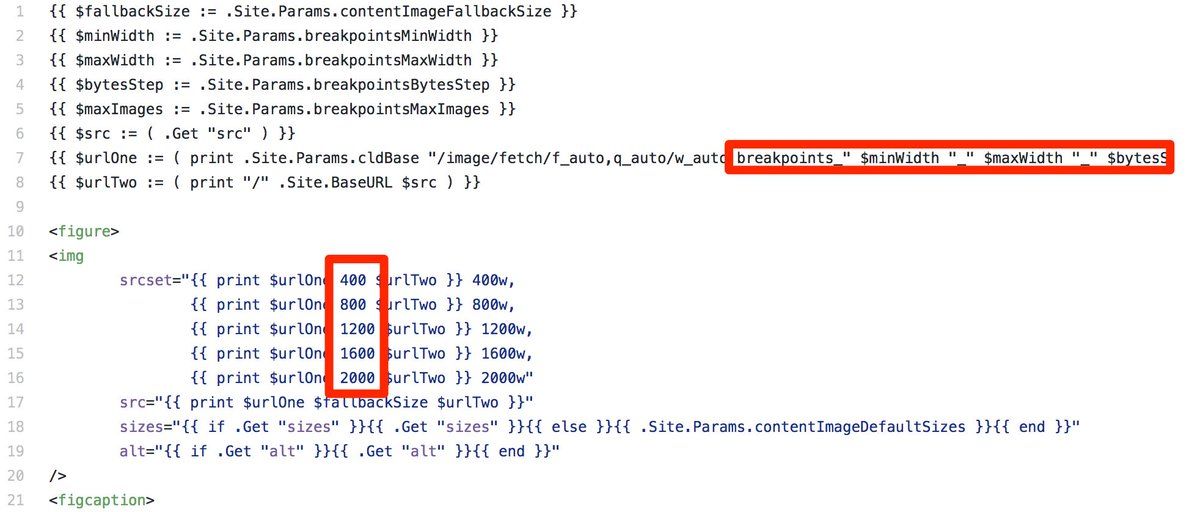 1 {{ $fallbackSize := .Site.Params.contentImageFallbackSize }}
2 {{ $minWidth := .Site.Params.breakpointsMinWidth }}
3 {{ $maxWidth := .Site.Params.breakpointsMaxWidth }}
4 {{ $bytesStep := .Site.Params.breakpointsBytesStep }}
5 {{ $maxImages := .Site.Params.breakpointsMaxImages }}
6 {{ $src := ( .Get "src" ) }}
7 {{ $urlOne := ( print .Site.Params.cldBase "/image/fetch/f_auto,q_auto/w_auto breakpoints_" $minWidth "_" $maxWidth "_" $bytesS
8 {{ $urlTwo := ( print "/" .Site.BaseURL $src ) }}
9
10 <figure>
11 <img
12 srcset="{{ print $urlOne 400 $urlTwo }} 400w,
13 {{ print $urlOne 800 $urlTwo }} 800w,
14 {{ print $urlOne 1200 $urlTwo }} 1200w,
15 {{ print $urlOne 1600 $urlTwo }} 1600w,
16 {{ print $urlOne 2000 $urlTwo }} 2000w"
17 src="{{ print $urlOne $fallbackSize $urlTwo }}"
18 sizes="{{ if .Get "sizes" }}{{ .Get "sizes" }}{{ else }}{{ .Site.Params.contentImageDefaultSizes }}{{ end }}"
19 alt="{{ if .Get "alt" }}{{ .Get "alt" }}{{ end }}"
20 />
21 <figcaption>